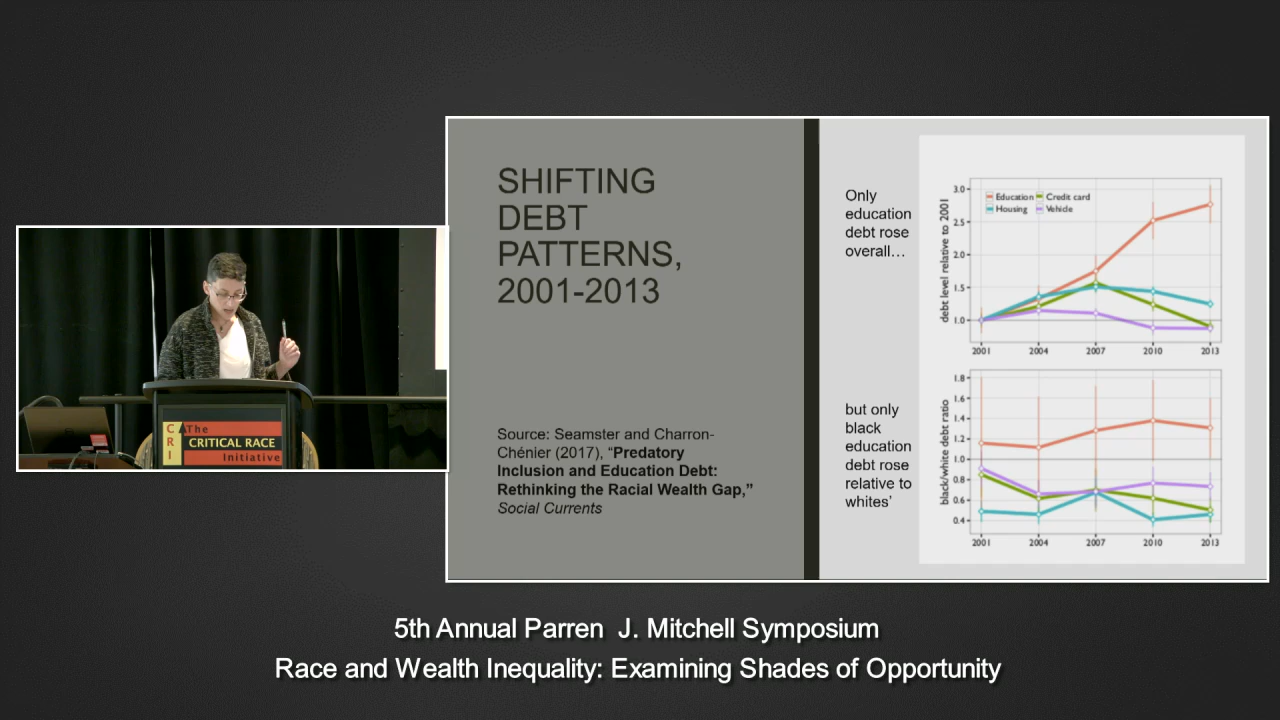 SHIFTING
DEBT
PATTERNS,
2001-2013
Source: Seamster and Charron-
Chénier (2017), “Predatory
Inclusion and Education Debt:
Rethinking the Racial Wealth Gap,”
Social Currents
Only
education
debt rose
overall…
but only
black
education
debt rose
relative to
whites’
debt level relative to 2001
3.0
2.5
2.0
1.5
1.0
Education Credit card
Housing Vehicle
2001 2004 2007 2010 2013
black/white debt ratio
1.8
1.6
1.4
1.2
1.0
0.8
0.6
0.4
2001 2004 2007 2010 2013
C R I
The
CRITICAL RACE
Initiative
5th Annual Parren J. Mitchell Symposium
Race and Wealth Inequality: Examining Shades of Opportunity